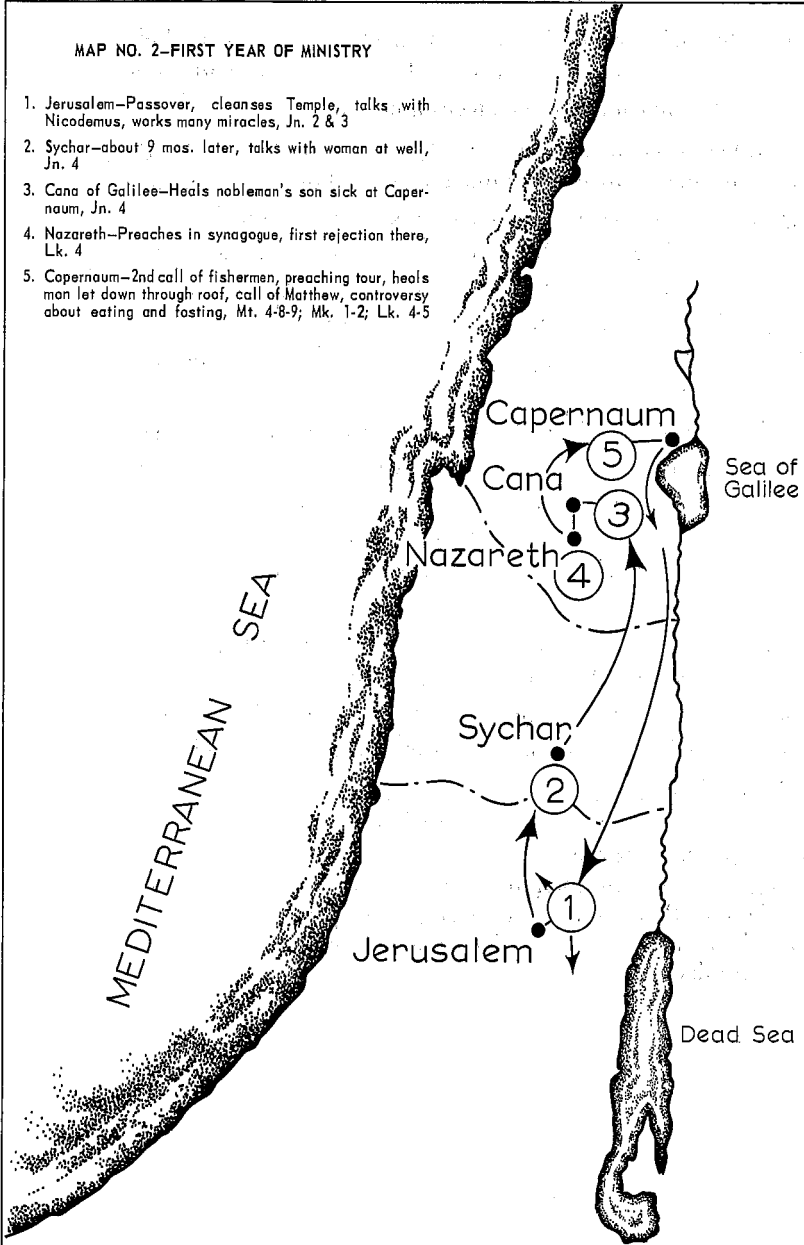 MAP NO. 2–FIRST YEAR OF MINISTRY
1. Jerusalem–Passover, cleanses Temple, talks with
Nicodemus, works many miracles, Jn. 2 & 3
2. Sychar–about 9 mos. later, talks with woman at well,
Jn. 4
3. Cana of Galilee–Heals nobleman's son sick at Caper-
naum, Jn. 4
4. Nazareth–Preaches in synagogue, first rejection there,
Lk. 4
5. Capernaum–2nd call of fishermen, preaching tour, heals
man let down through roof, call of Matthew, controversy
about eating and fasting, Mt. 4-8-9; Mk. 1-2; Lk. 4-5
Capernaum
5
Sea of
Galilee
Cana
3
Nazareth
4
MEDITERRANEAN SEA
Sychar
2
1
Jerusalem
Dead Sea